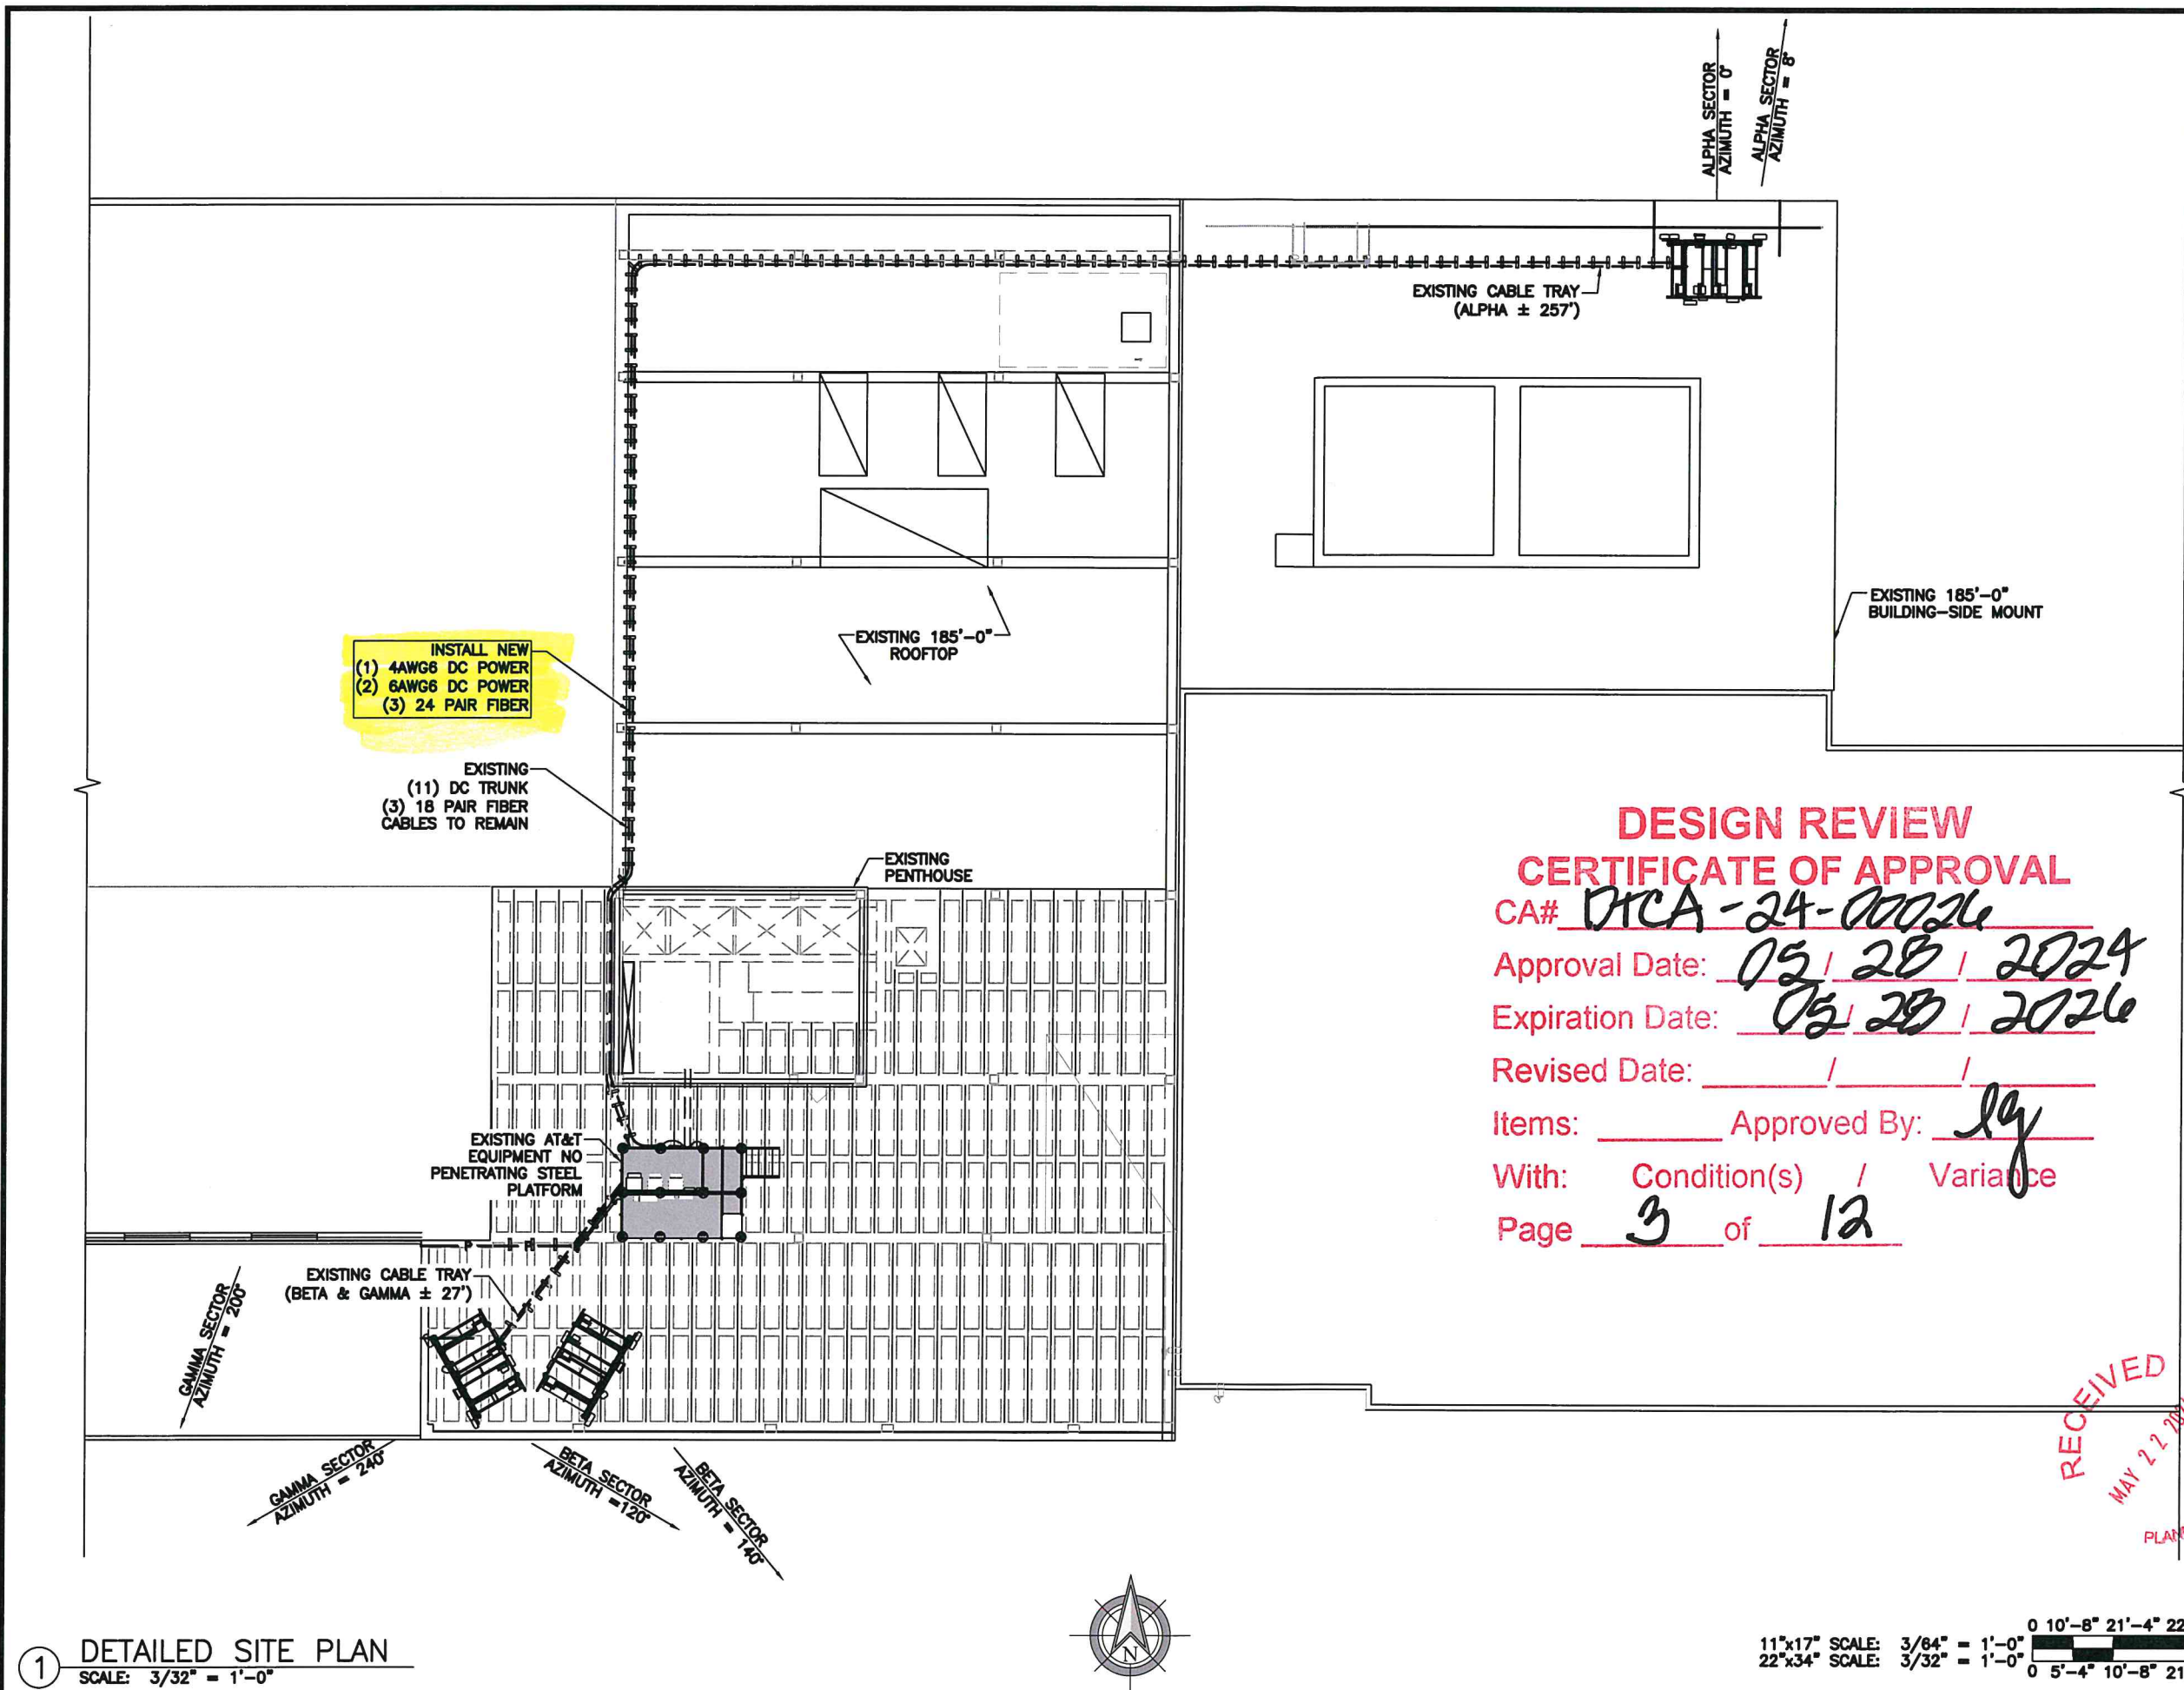 ALPHA SECTOR
AZIMUTH = 0°
ALPHA SECTOR
AZIMUTH = 8°
EXISTING CABLE TRAY
(ALPHA ± 257')
EXISTING 185'-0"
BUILDING-SIDE MOUNT
EXISTING 185'-0"
ROOFTOP
INSTALL NEW
(1) 4AWG6 DC POWER
(2) 6AWG6 DC POWER
(3) 24 PAIR FIBER
EXISTING
(11) DC TRUNK
(3) 18 PAIR FIBER
CABLES TO REMAIN
EXISTING
PENTHOUSE
DESIGN REVIEW
CERTIFICATE OF APPROVAL
CA# DTCA-24-00026
Approval Date: 05/28/2024
Expiration Date: 05/28/2026
Revised Date: / /
Items: Approved By:
With: Condition(s) / Variance
Page 3 of 12
EXISTING AT&T
EQUIPMENT NO
PENETRATING STEEL
PLATFORM
EXISTING CABLE TRAY
(BETA & GAMMA ± 27')
GAMMA SECTOR
AZIMUTH = 200°
GAMMA SECTOR
AZIMUTH = 240°
BETA SECTOR
AZIMUTH =120°
BETA SECTOR
AZIMUTH = 140°
RECEIVED
MAY 22
N
1
DETAILED SITE PLAN
SCALE: 3/32" = 1'-0"
0 10'-8" 21'-4"
11"x17" SCALE: 3/64" = 1'-0"
22"x34" SCALE: 3/32" = 1'-0"
0 5'-4" 10'-8"